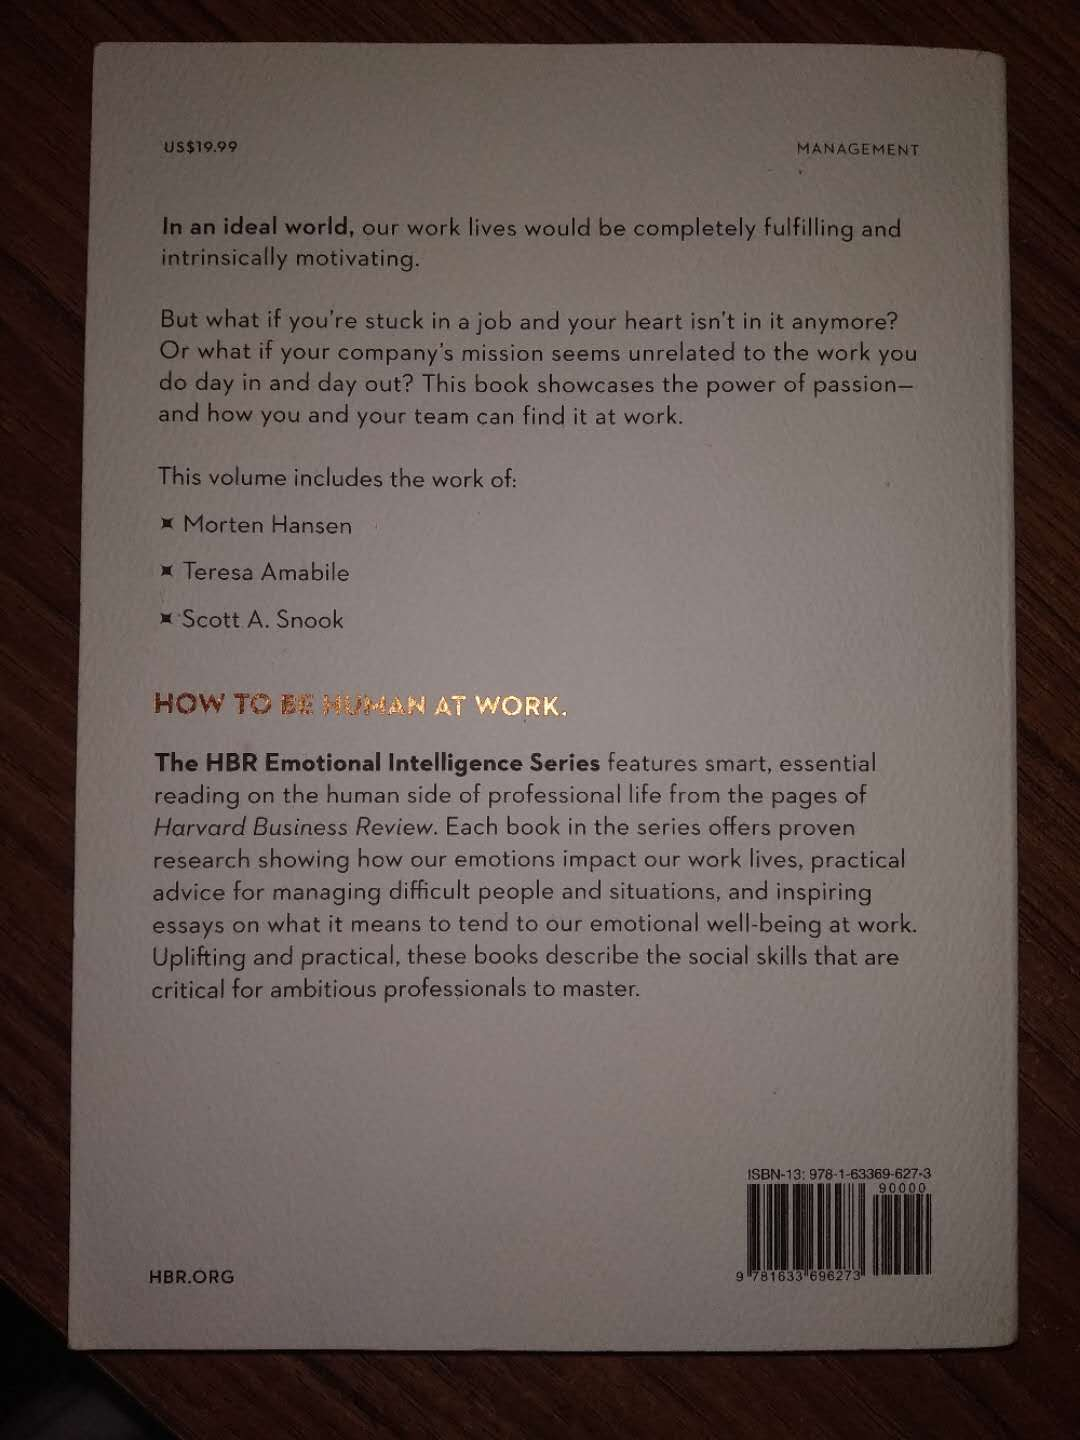 US$19.99
MANAGEMENT
In an ideal world, our work lives would be completely fulfilling and
intrinsically motivating.
But what if you're stuck in a job and your heart isn't in it anymore?
Or what if your company's mission seems unrelated to the work you
do day in and day out? This book showcases the power of passion—
and how you and your team can find it at work.
This volume includes the work of:
Morten Hansen
Teresa Amabile
Scott A. Snook
HOW TO BE HUMAN AT WORK.
The HBR Emotional Intelligence Series features smart, essential
reading on the human side of professional life from the pages of
Harvard Business Review. Each book in the series offers proven
research showing how our emotions impact our work lives, practical
advice for managing difficult people and situations, and inspiring
essays on what it means to tend to our emotional well-being at work.
Uplifting and practical, these books describe the social skills that are
critical for ambitious professionals to master.
ISBN-13: 978-1-63369-627-3
90000
9 781633 696273
HBR.ORG